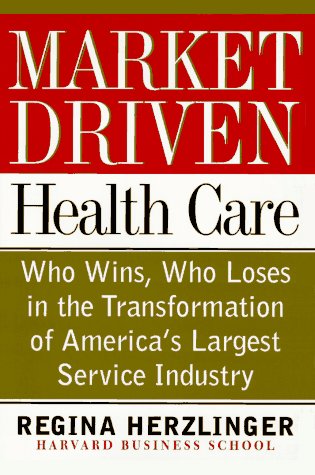 MARKET
DRIVEN
Health Care
Who Wins, Who Loses
in the Transformation
of America's Largest
Service Industry
REGINA HERZLINGER
HARVARD BUSINESS SCHOOL